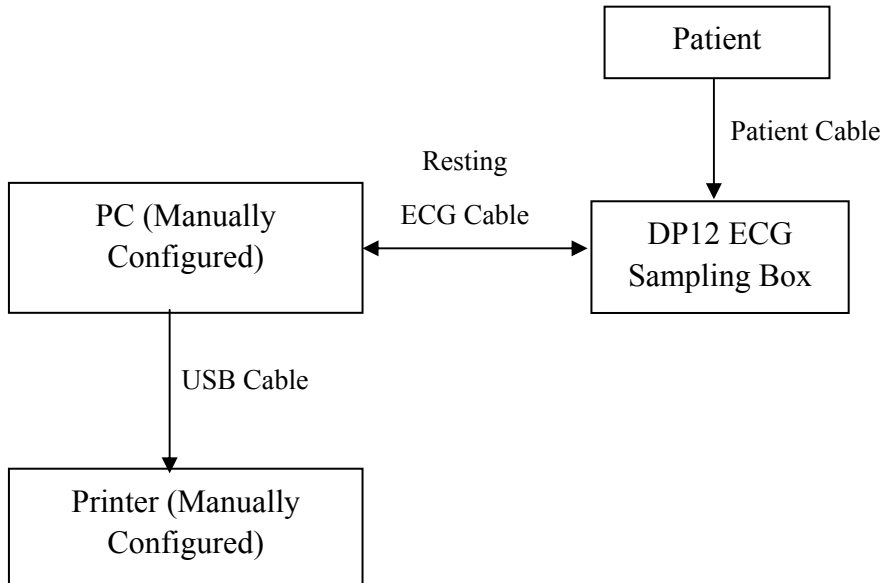 Patient
Patient Cable
Resting
ECG Cable
PC (Manually
Configured)
DP12 ECG
Sampling Box
USB Cable
Printer (Manually
Configured)